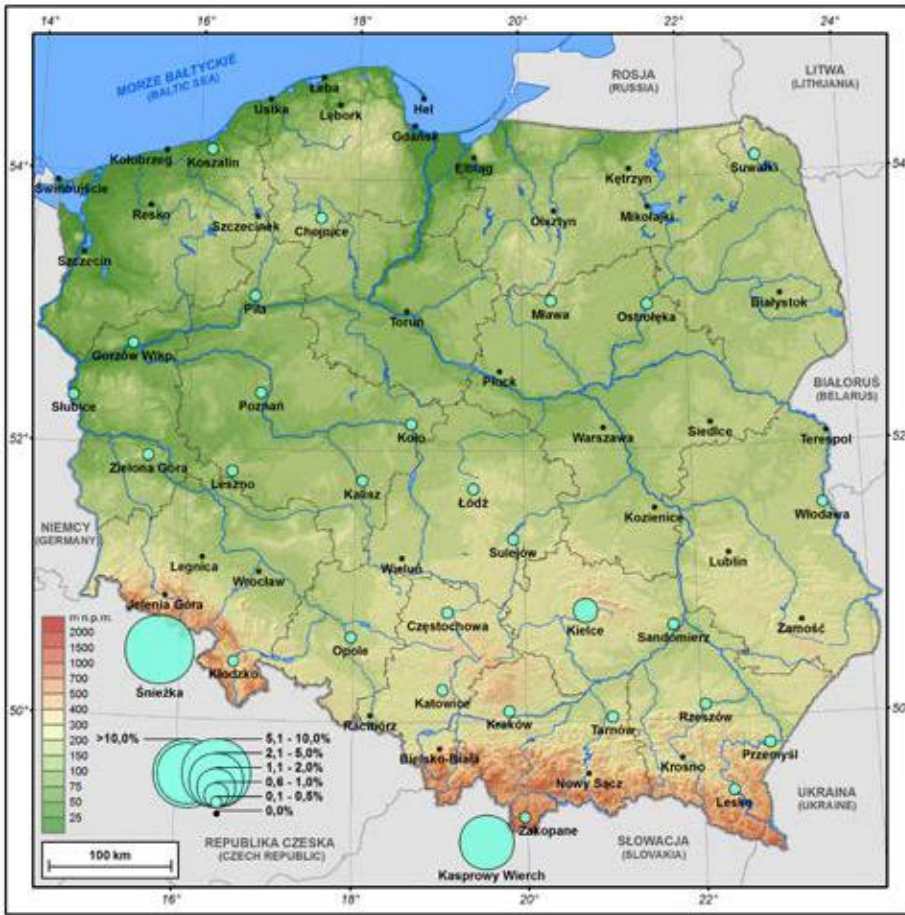 14° 16° 18° 20° 22° 24°
MORZE BAŁTYCKIE
(BALTIC SEA)
ROSJA
(RUSSIA)
LITWA
(LITHUANIA)
Łeba
Ustka
Lębork
Hel
Gdańsk
54°
54°
Kołobrzeg
Koszalin
Elbląg
Suwałki
Świnoujście
Kętrzyn
Resko
Szczecinek
Chojnice
Olsztyn
Mikołajki
Szczecin
Piła
Toruń
Mława
Ostrołęka
Białystok
Gorzów Wlkp.
Płock
BIAŁORUŚ
(BELARUS)
Słubice
Poznań
Koło
Warszawa
Siedlce
Terespol
52°
52°
Zielona Góra
Leszno
Kalisz
Łódź
Kozienice
Włodawa
NIEMCY
(GERMANY)
Sulejów
Legnica
Wrocław
Wieluń
Lublin
Jelenia Góra
Częstochowa
Kielce
Sandomierz
Zamość
m n.p.m.
2000
1500
1000
700
500
400
300
200
150
100
75
50
25
Śnieżka
Kłodzko
Opole
Katowice
Kraków
Tarnów
Rzeszów
50°
50°
Racibórz
Przemyśl
>10,0%
5,1 - 10,0%
2,1 - 5,0%
1,1 - 2,0%
0,6 - 1,0%
0,1 - 0,5%
0,0%
Bielsko-Biała
Nowy Sącz
Krosno
Lesko
UKRAINA
(UKRAINE)
Zakopane
REPUBLIKA CZESKA
(CZECH REPUBLIC)
SŁOWACJA
(SLOVAKIA)
100 km
Kasprowy Wierch
16° 18° 20° 22°